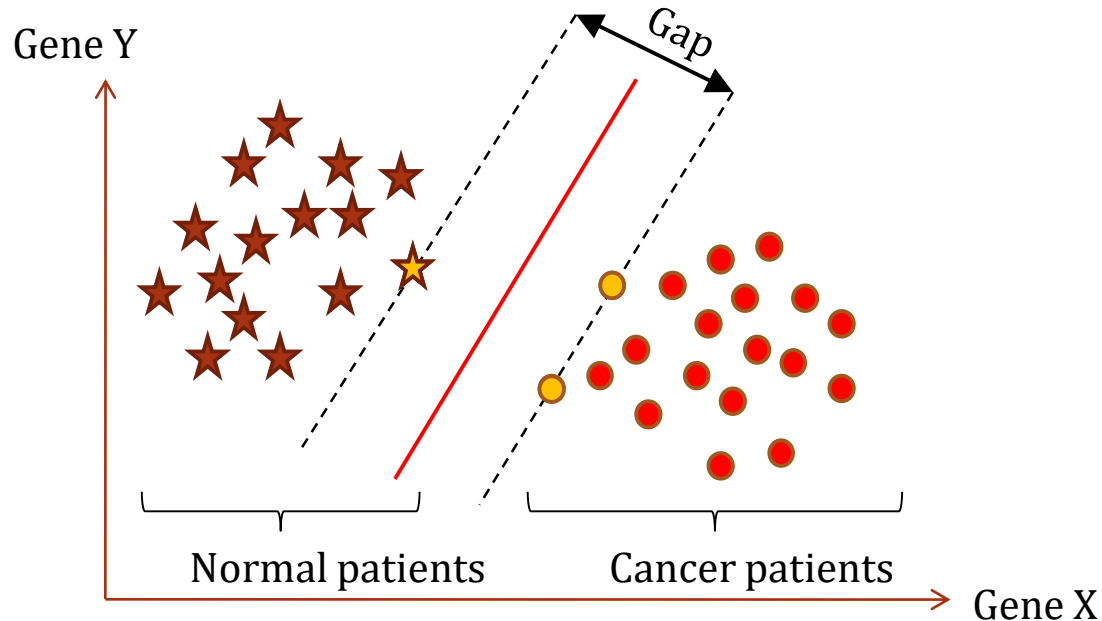 Gene Y
Gap
Normal patients
Cancer patients
Gene X